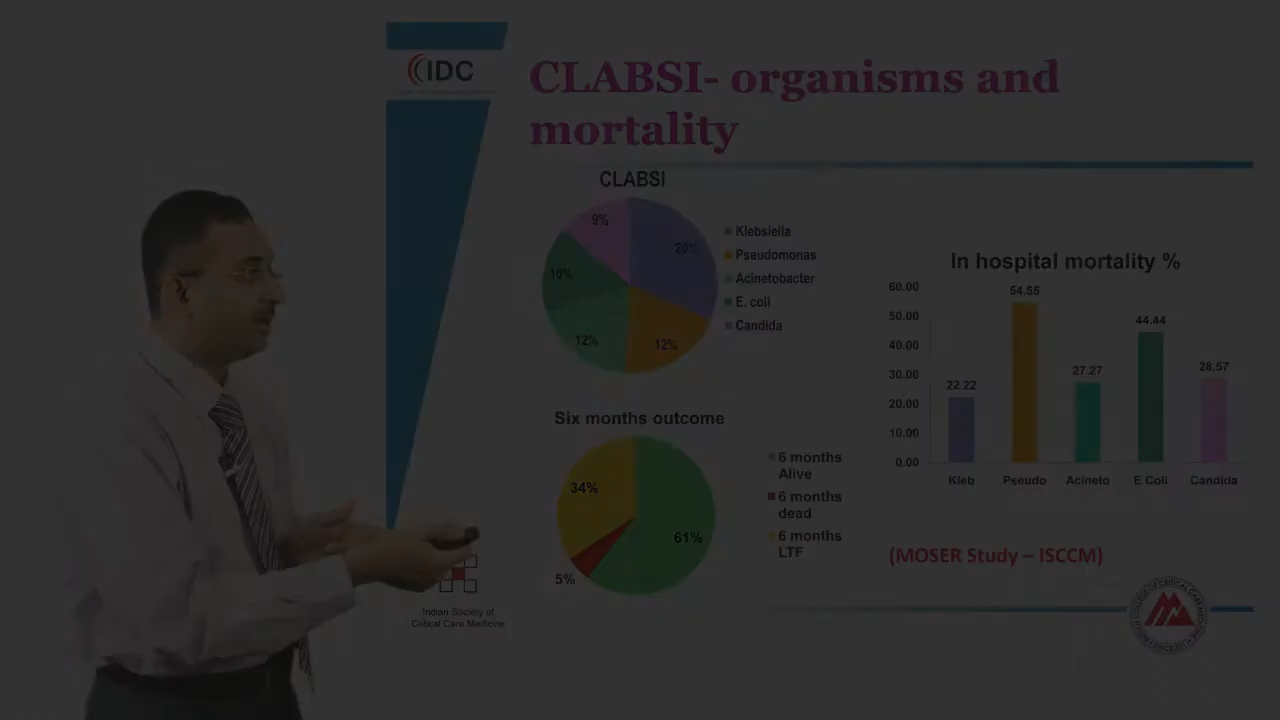 CIDC
CLABSI- organisms and
mortality
CLABSI
9%
20%
10%
12%
12%
Klebsiella
Pseudomonas
Acinetobacter
E. coli
Candida
In hospital mortality %
60.00
50.00
40.00
30.00
20.00
10.00
0.00
22.22
54.55
27.27
44.44
28.57
Kleb
Pseudo
Acineto
E Coli
Candida
Six months outcome
34%
61%
5%
6 months
Alive
6 months
dead
6 months
LTF
(MOSER Study – ISCCM)
Indian Society of
Critical Care Medicine